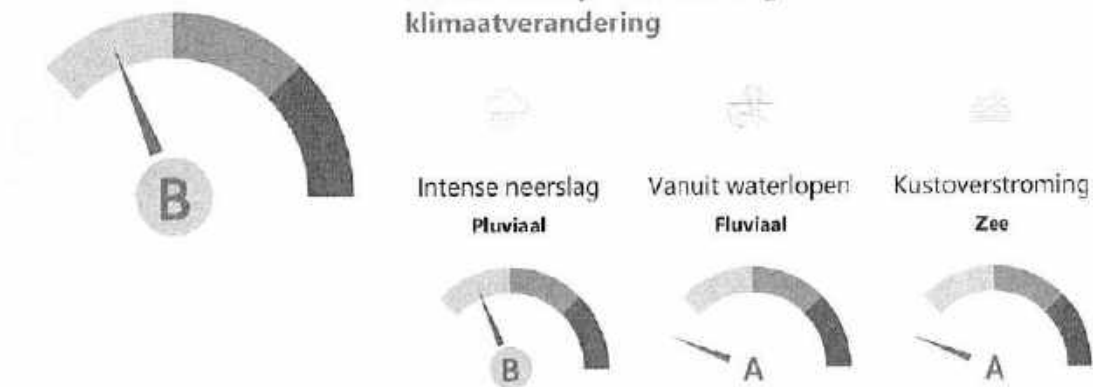 klimaatverandering
B
Intense neerslag
Vanuit waterlopen
Kustoverstroming
Pluviaal
Fluviaal
Zee
B
A
A